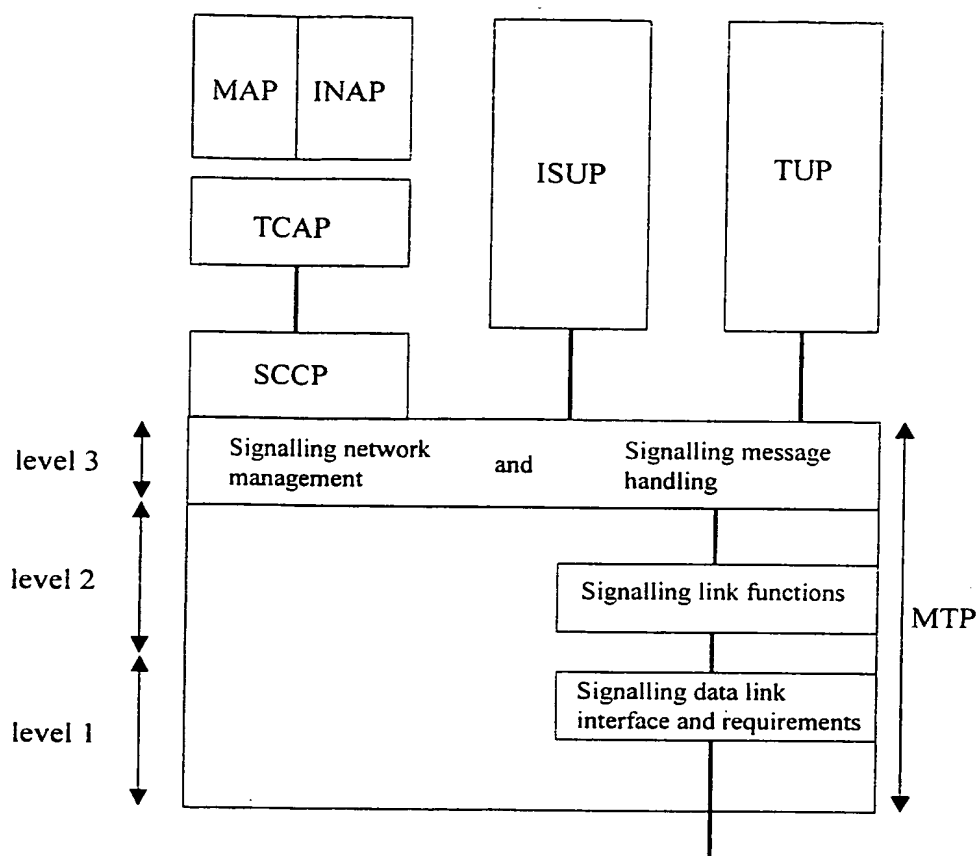 MAP INAP
ISUP
TUP
TCAP
SCCP
level 3
Signalling network
management
and
Signalling message
handling
level 2
Signalling link functions
MTP
Signalling data link
interface and requirements
level 1